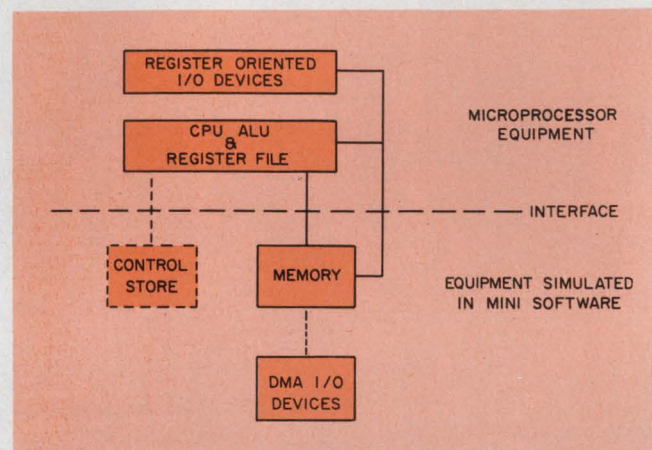 REGISTER ORIENTED
I/O DEVICES
CPU ALU
&
REGISTER FILE
MICROPROCESSOR
EQUIPMENT
INTERFACE
CONTROL
STORE
MEMORY
EQUIPMENT SIMULATED
IN MINI SOFTWARE
DMA I/O
DEVICES